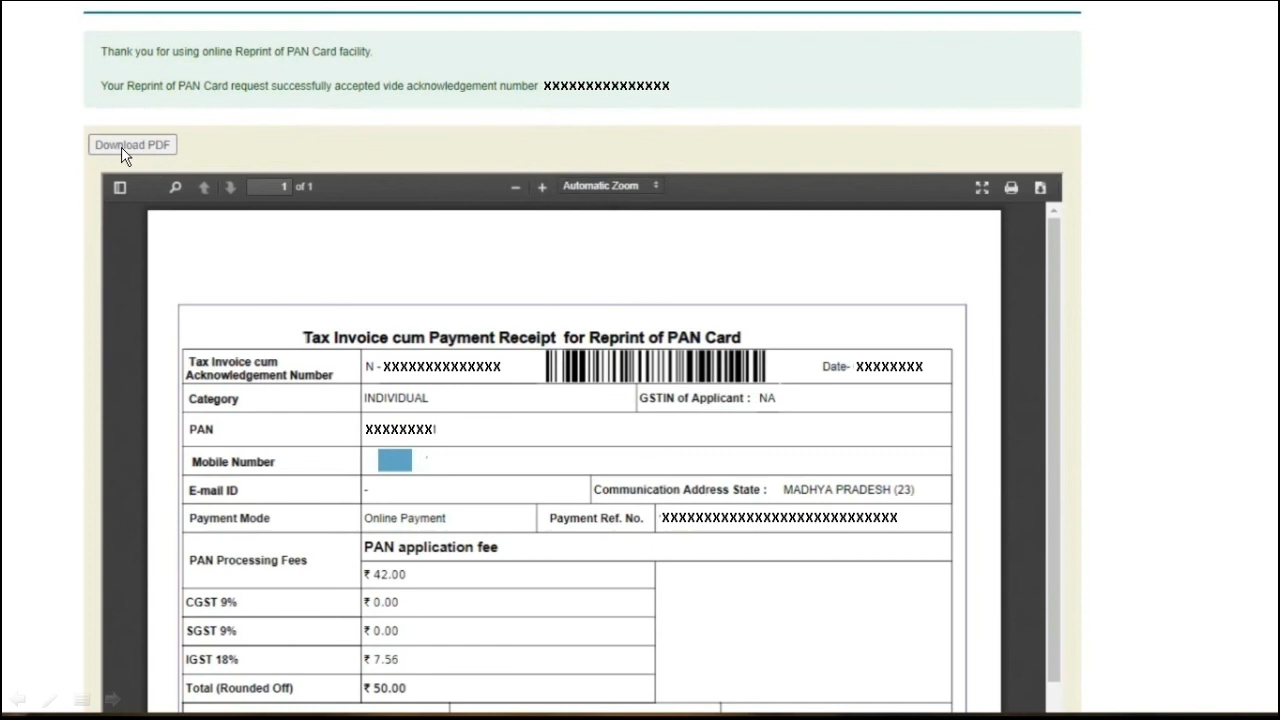 Thank you for using online Reprint of PAN Card facility.
Your Reprint of PAN Card request successfully accepted vide acknowledgement number XXXXXXXXXXXXXXX
Download PDF
1 of 1
Automatic Zoom
Tax Invoice cum Payment Receipt for Reprint of PAN Card
Tax Invoice cum
Acknowledgement Number
N - XXXXXXXXXXXXXX
Date- XXXXXXXX
Category INDIVIDUAL GSTIN of Applicant : NA
PAN XXXXXXXX
Mobile Number
E-mail ID - Communication Address State : MADHYA PRADESH (23)
Payment Mode Online Payment Payment Ref. No. XXXXXXXXXXXXXXXXXXXXXXXXXXXX
PAN Processing Fees
PAN application fee
₹ 42.00
CGST 9% ₹ 0.00
SGST 9% ₹ 0.00
IGST 18% ₹ 7.56
Total (Rounded Off) ₹ 50.00